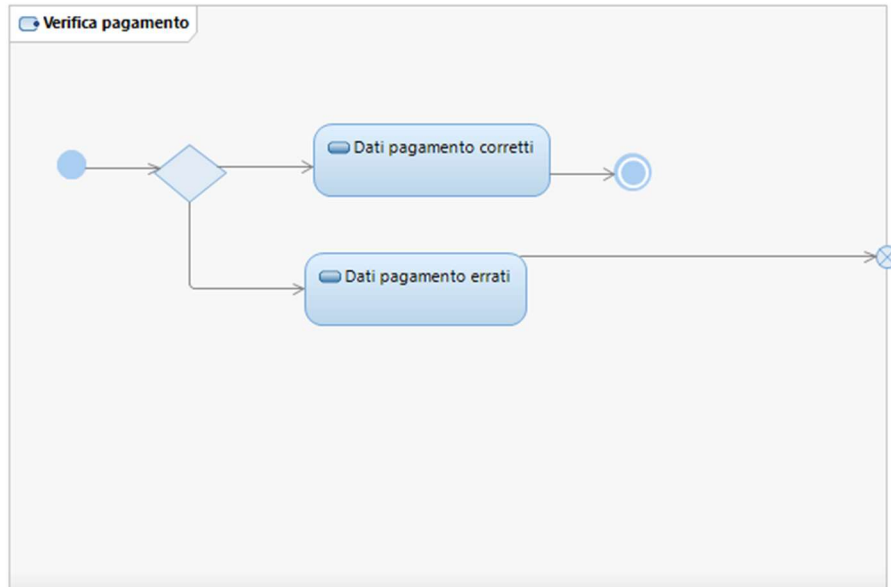 Verifica pagamento
Dati pagamento corretti
Dati pagamento errati